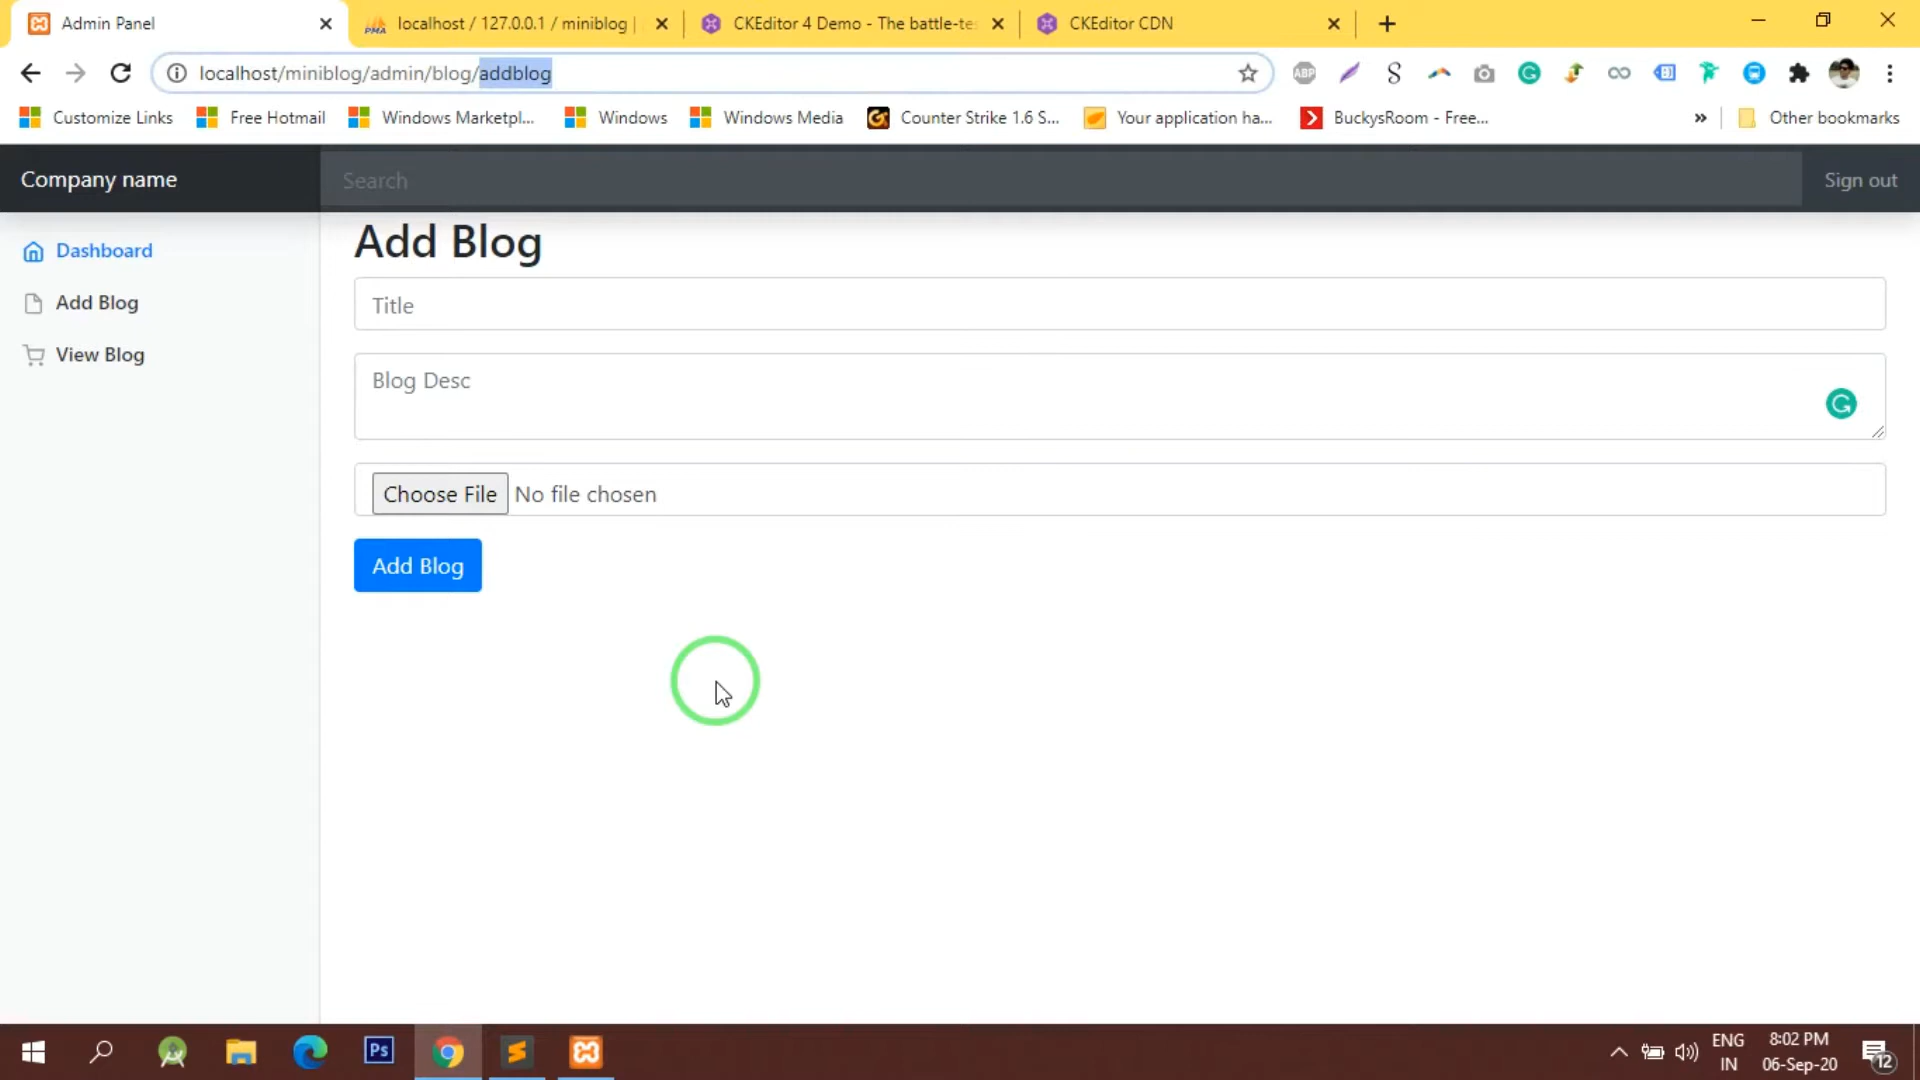 Admin Panel
localhost / 127.0.0.1 / miniblog |
CKEditor 4 Demo - The battle-te
CKEditor CDN
localhost/miniblog/admin/blog/addblog
ABP
Customize Links
Free Hotmail
Windows Marketpl...
Windows
Windows Media
Counter Strike 1.6 S...
Your application ha...
BuckysRoom - Free...
»
Other bookmarks
Company name
Search
Sign out
Dashboard
Add Blog
View Blog
Add Blog
Title
Blog Desc
Choose File No file chosen
Add Blog
Ps
ENG
IN
8:02 PM
06-Sep-20
12